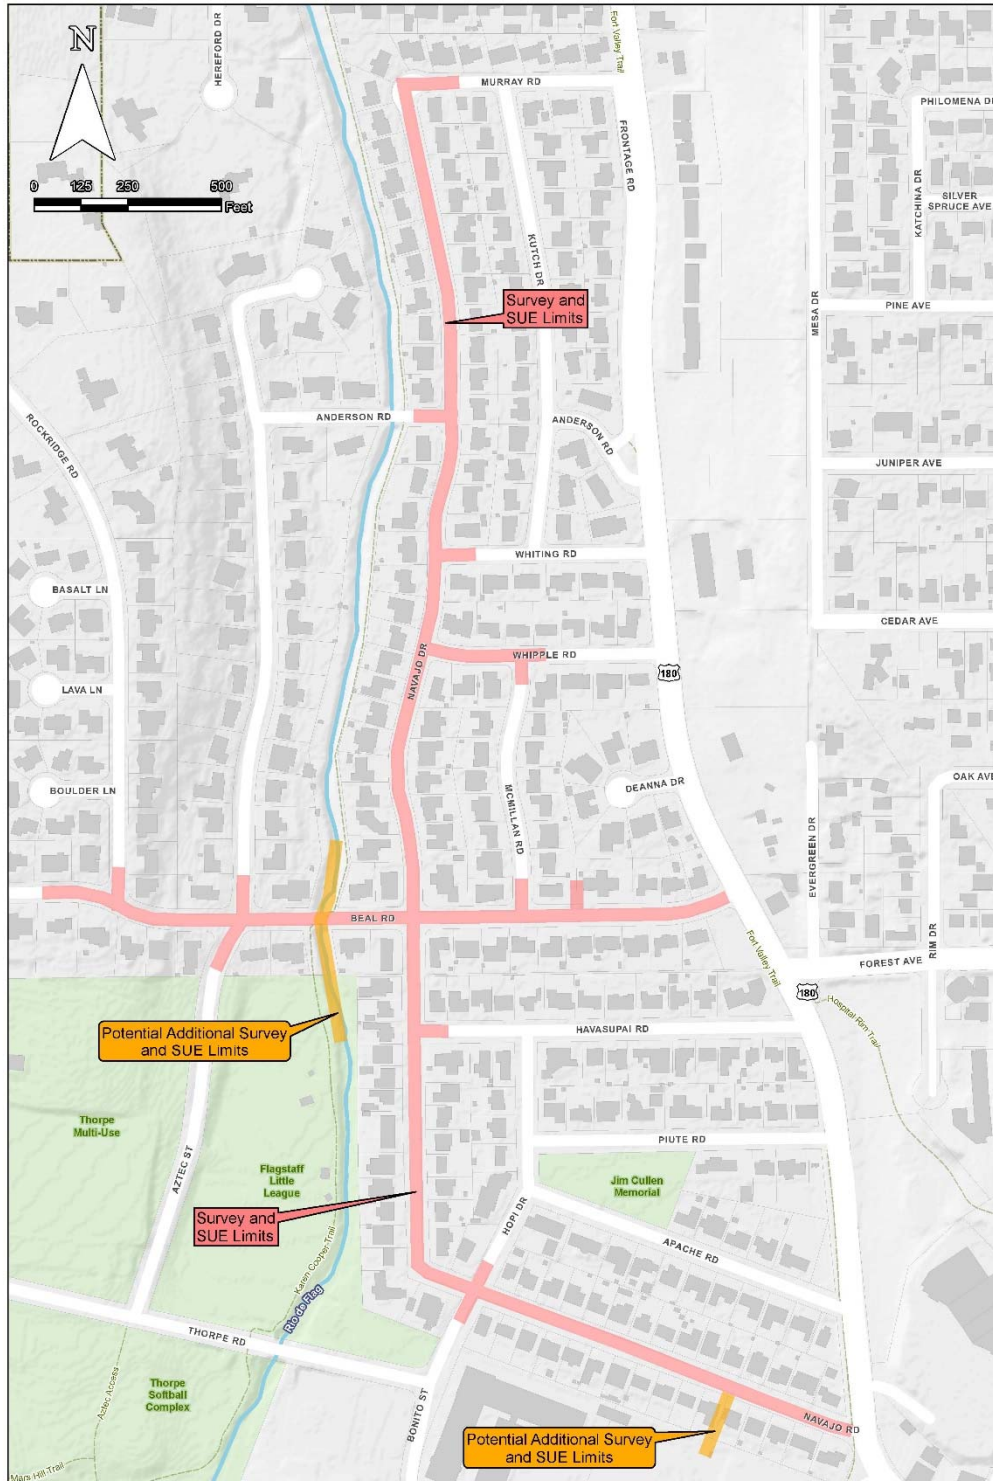 HEREFORD DR
N
0 125 250 500
Feet
MURRAY RD
Fort Valley Trail
FRONTAGE RD
PHILOMENA DR
KATCHINA DR
SILVER
SPRUCE AVE
KUTCH DR
MESA DR
PINE AVE
Survey and
SUE Limits
ROCKRIDGE RD
ANDERSON RD
ANDERSON RD
JUNIPER AVE
WHITING RD
BASALT LN
CEDAR AVE
WHIPPLE RD
NAVAJO DR
180
LAVA LN
BOULDER LN
MCMILLAN RD
DEANNA DR
OAK AVE
EVERGREEN DR
BEAL RD
RIM DR
Fort Valley Trail
FOREST AVE
180
Hospital Rim Trail
Potential Additional Survey
and SUE Limits
HAVASUPAI RD
Thorpe
Multi-Use
AZTEC ST
PIUTE RD
Flagstaff
Little
League
Jim Cullen
Memorial
Survey and
SUE Limits
HOPI DR
APACHE RD
Karen Cooper Trail
Rio de Flag
THORPE RD
Thorpe
Softball
Complex
Aztec Access
BONITO ST
NAVAJO RD
Potential Additional Survey
and SUE Limits
Mars Hill Trail